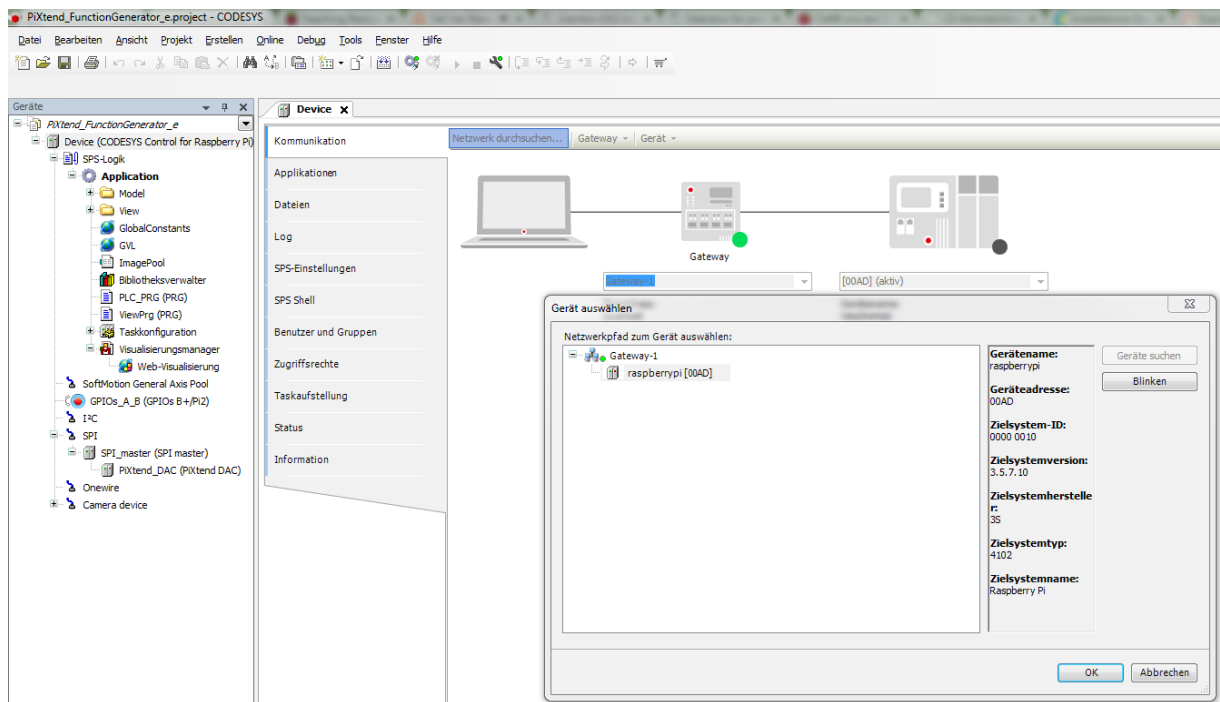 PiXtend_FunctionGenerator_e.project - CODESYS
Datei Bearbeiten Ansicht Projekt Erstellen Online Debug Tools Fenster Hilfe
Geräte
PiXtend_FunctionGenerator_e
Device (CODESYS Control for Raspberry Pi)
SPS-Logik
Application
Model
View
GlobalConstants
GVL
ImagePool
Bibliotheksverwalter
PLC_PRG (PRG)
ViewPrg (PRG)
Taskkonfiguration
Visualisierungsmanager
Web-Visualisierung
SoftMotion General Axis Pool
GPIOs_A_B (GPIOs B+/Pi2)
I²C
SPI
SPI_master (SPI master)
PiXtend_DAC (PiXtend DAC)
Onewire
Camera device
Device
Kommunikation
Applikationen
Dateien
Log
SPS-Einstellungen
SPS Shell
Benutzer und Gruppen
Zugriffsrechte
Taskaufstellung
Status
Information
Netzwerk durchsuchen... Gateway Gerät
Gateway
Gateway-1 [00AD] (aktiv)
Gerät auswählen
Netzwerkpfad zum Gerät auswählen:
Gateway-1
raspberrypi [00AD]
Gerätename:
raspberrypi
Geräteadresse:
00AD
Zielsystem-ID:
0000 0010
Zielsystemversion:
3.5.7.10
Zielsystemherstelle
r:
3S
Zielsystemtyp:
4102
Zielsystemname:
Raspberry Pi
Geräte suchen
Blinken
OK Abbrechen